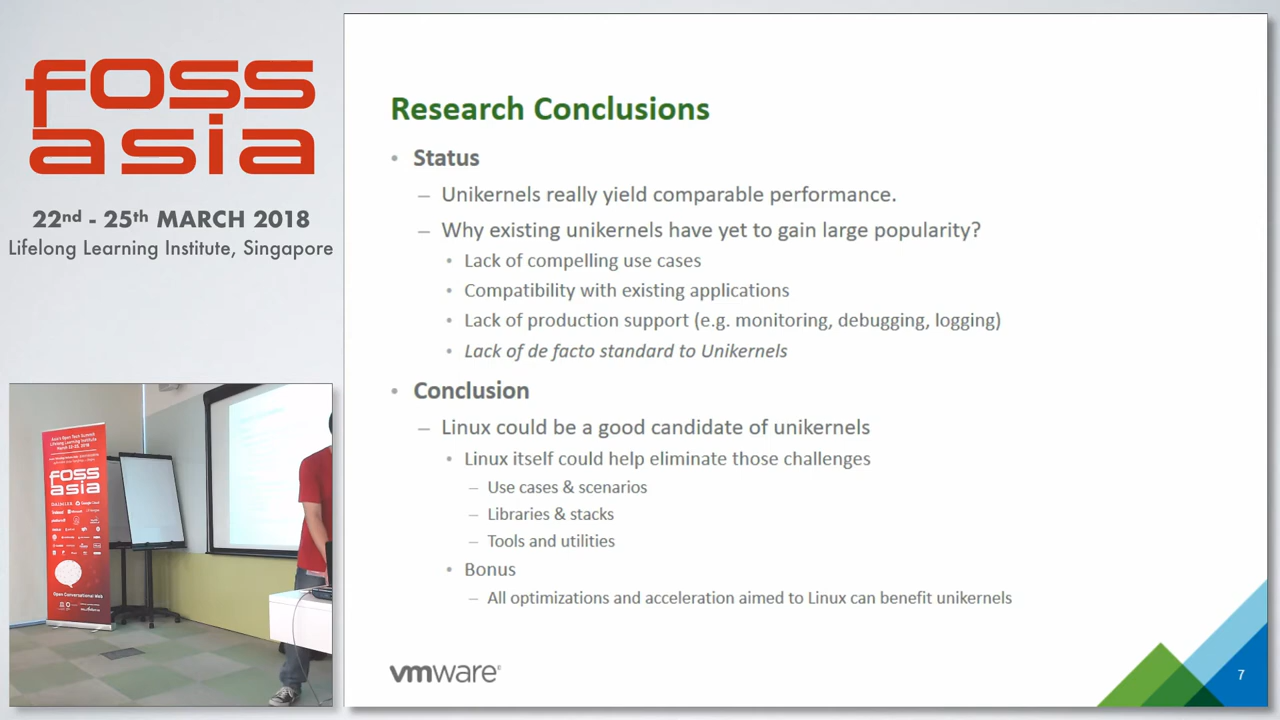 foss
asia
22nd - 25th MARCH 2018
Lifelong Learning Institute, Singapore
foss
asia
Open Conversational Web
Research Conclusions
• Status
– Unikernels really yield comparable performance.
– Why existing unikernels have yet to gain large popularity?
• Lack of compelling use cases
• Compatibility with existing applications
• Lack of production support (e.g. monitoring, debugging, logging)
• Lack of de facto standard to Unikernels
• Conclusion
– Linux could be a good candidate of unikernels
• Linux itself could help eliminate those challenges
– Use cases & scenarios
– Libraries & stacks
– Tools and utilities
• Bonus
– All optimizations and acceleration aimed to Linux can benefit unikernels
vmware
7